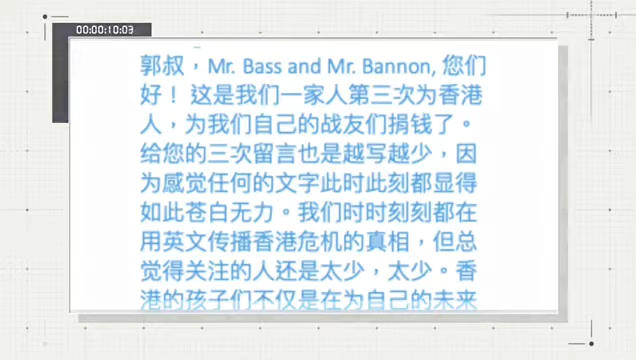 00:00:10:03
郭叔，Mr. Bass and Mr. Bannon, 您们
好！ 这是我们一家人第三次为香港
人，为我们自己的战友们捐钱了。
给您的三次留言也是越写越少，因
为感觉任何的文字此时此刻都显得
如此苍白无力。我们时时刻刻都在
用英文传播香港危机的真相，但总
觉得关注的人还是太少，太少。香
港的孩子们不仅是在为自己的未来